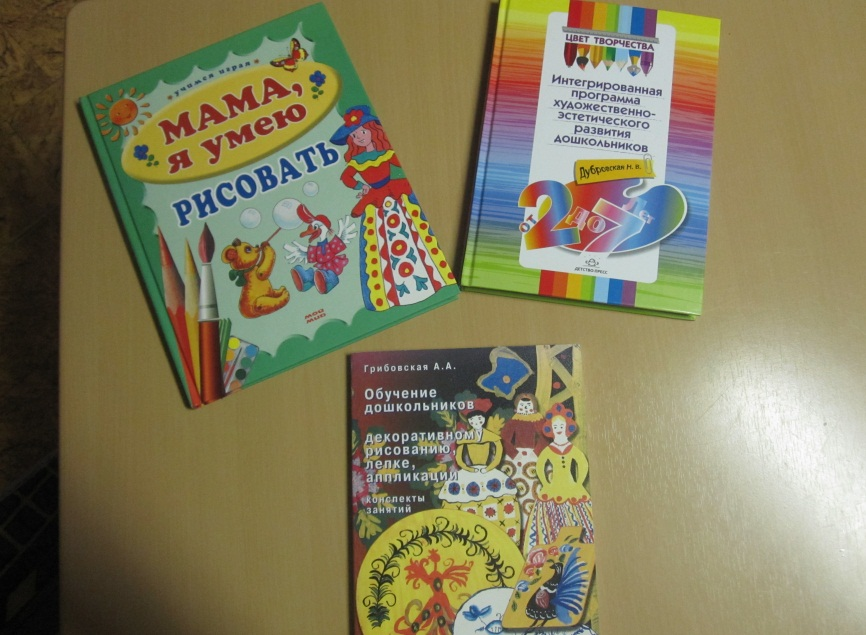 учимся играя
МАМА,
я умею
РИСОВАТЬ
ЦВЕТ ТВОРЧЕСТВА
Интегрированная
программа
художественно-
эстетического
развития
дошкольников
Дубровская Н. В.
ОТ 2 ДО 7
ДЕТСТВО-ПРЕСС
Грибовская А.А.
Обучение
дошкольников
декоративному
рисованию,
лепке,
аппликации
Конспекты
занятий